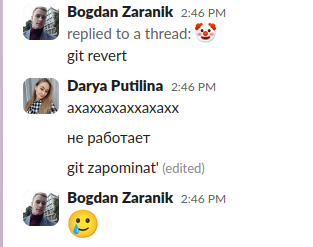 Bogdan Zaranik 2:46 PM
replied to a thread: 🤡
git revert
Darya Putilina 2:46 PM
ахаххахаххахахх
не работает
git zapominat' (edited)
Bogdan Zaranik 2:46 PM
🥲